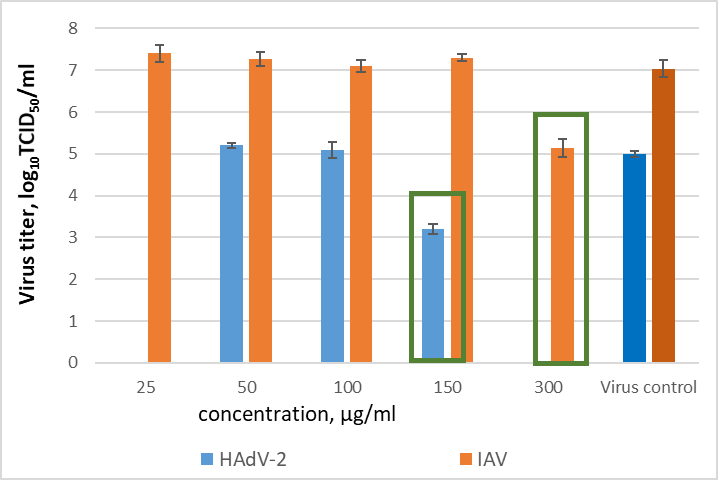 8
7
6
5
4
3
2
1
0
Virus titer, log₁₀TCID₅₀/ml
25 50 100 150 300 Virus control
concentration, µg/ml
HAdV-2 IAV